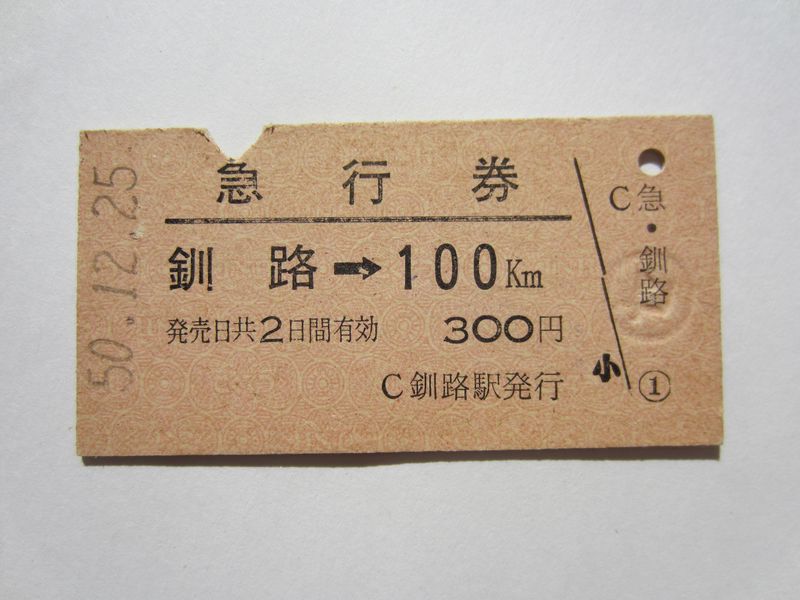 50.12.25
急行券
釧路➡100Km
発売日共2日間有効 300円
C釧路駅発行
小
C急・釧路
①